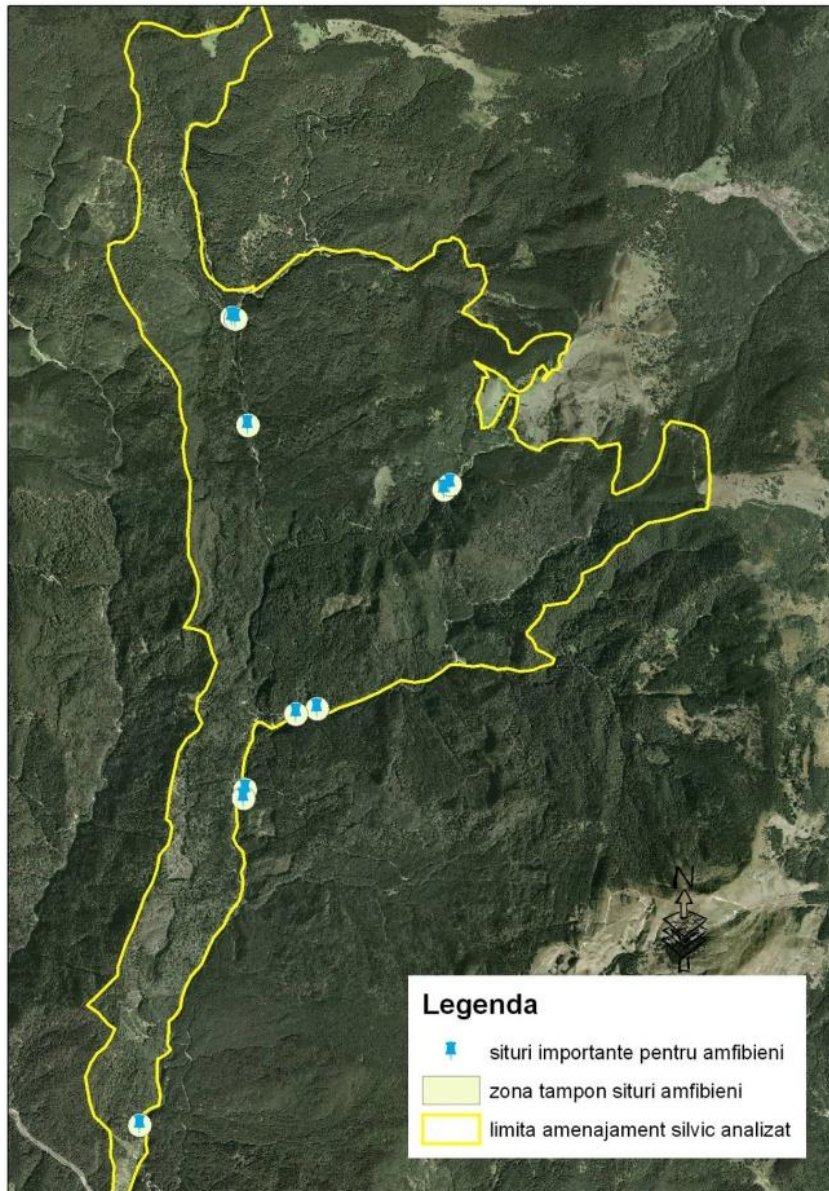 N
Legenda
situri importante pentru amfibieni
zona tampon situri amfibieni
limita amenajament silvic analizat